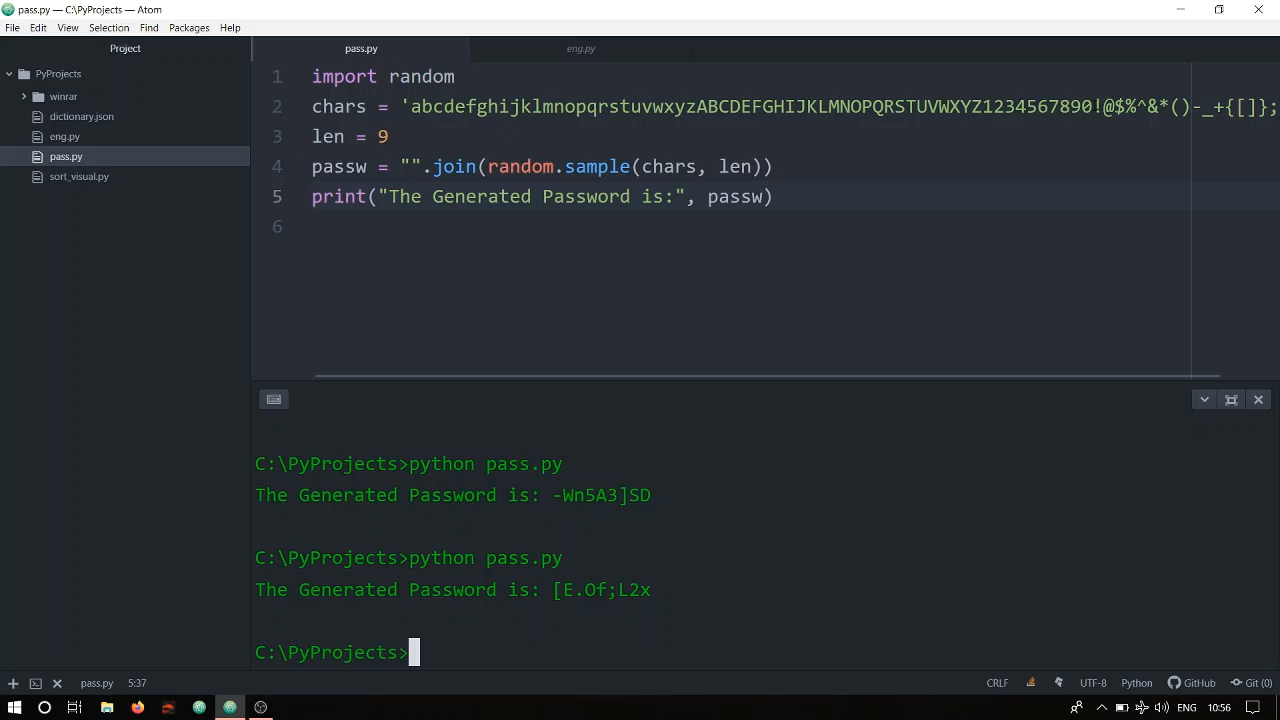 pass.py — C:\PyProjects — Atom
File Edit View Selection Find Packages Help
Project
pass.py
eng.py
PyProjects
winrar
dictionary.json
eng.py
pass.py
sort_visual.py
1 import random
2 chars = 'abcdefghijklmnopqrstuvwxyzABCDEFGHIJKLMNOPQRSTUVWXYZ1234567890!@$%^&*()-_+{[]};
3 len = 9
4 passw = "".join(random.sample(chars, len))
5 print("The Generated Password is:", passw)
6
C:\PyProjects>python pass.py
The Generated Password is: -Wn5A3]SD
C:\PyProjects>python pass.py
The Generated Password is: [E.Of;L2x
C:\PyProjects>
pass.py 5:37
CRLF UTF-8 Python GitHub Git (0)
ENG 10:56